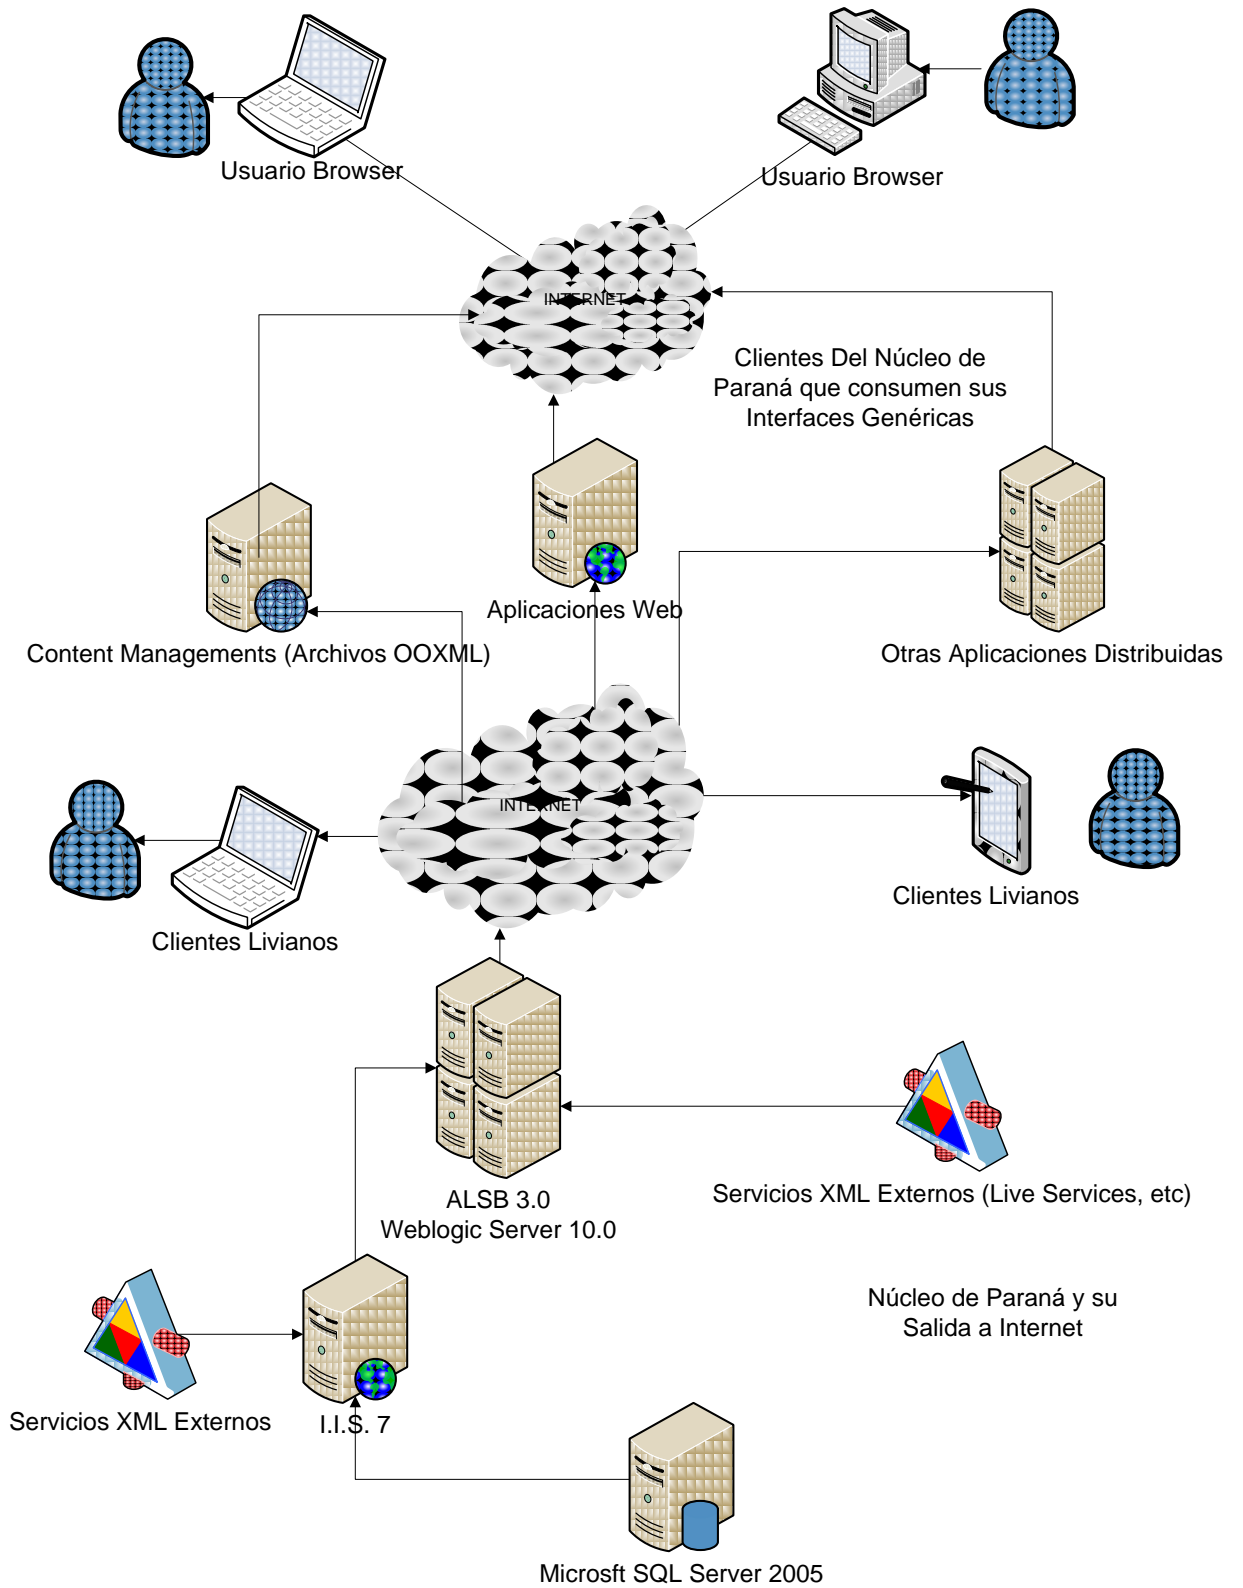 Usuario Browser
Usuario Browser
INTERNET
Clientes Del Núcleo de
Paraná que consumen sus
Interfaces Genéricas
Aplicaciones Web
Content Managements (Archivos OOXML)
Otras Aplicaciones Distribuidas
INTERNET
Clientes Livianos
Clientes Livianos
ALSB 3.0
Weblogic Server 10.0
Servicios XML Externos (Live Services, etc)
Núcleo de Paraná y su
Salida a Internet
Servicios XML Externos
I.I.S. 7
Microsft SQL Server 2005